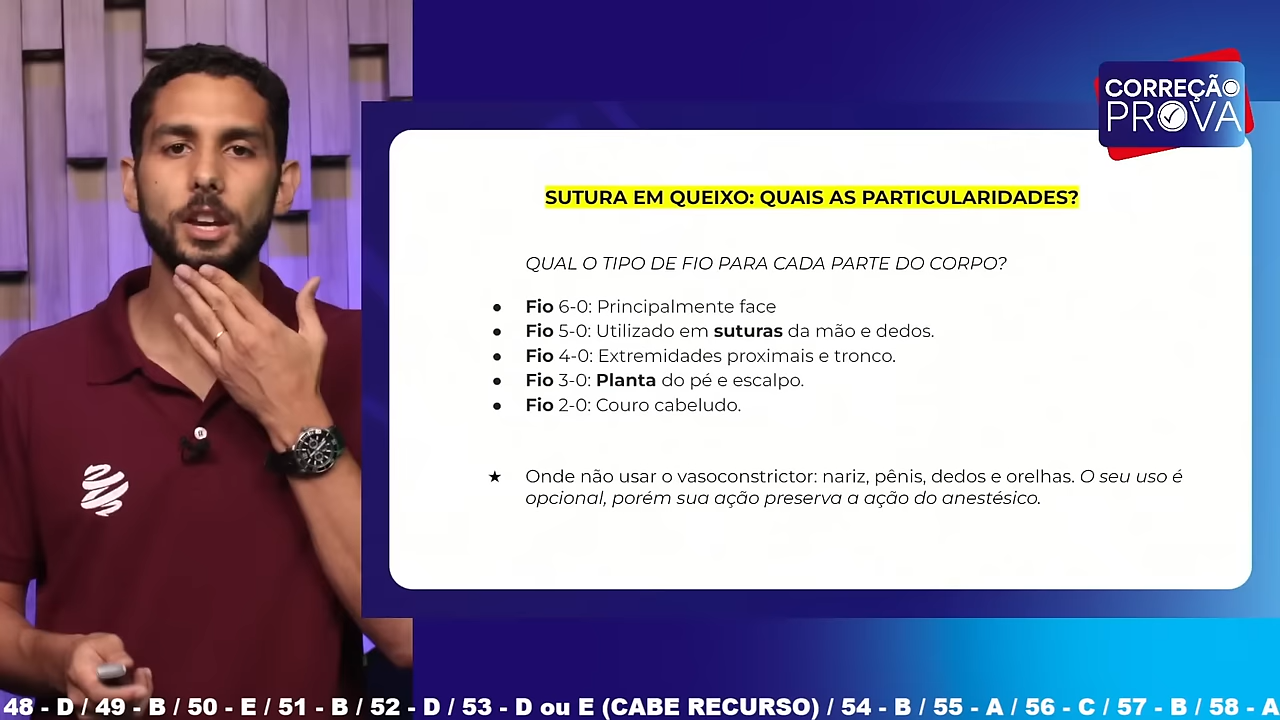 CORREÇÃO
PROVA
SUTURA EM QUEIXO: QUAIS AS PARTICULARIDADES?
QUAL O TIPO DE FIO PARA CADA PARTE DO CORPO?
● Fio 6-0: Principalmente face
● Fio 5-0: Utilizado em suturas da mão e dedos.
● Fio 4-0: Extremidades proximais e tronco.
● Fio 3-0: Planta do pé e escalpo.
● Fio 2-0: Couro cabeludo.
★ Onde não usar o vasoconstrictor: nariz, pênis, dedos e orelhas. O seu uso é
opcional, porém sua ação preserva a ação do anestésico.
48 - D / 49 - B / 50 - E / 51 - B / 52 - D / 53 - D ou E (CABE RECURSO) / 54 - B / 55 - A / 56 - C / 57 - B / 58 - A